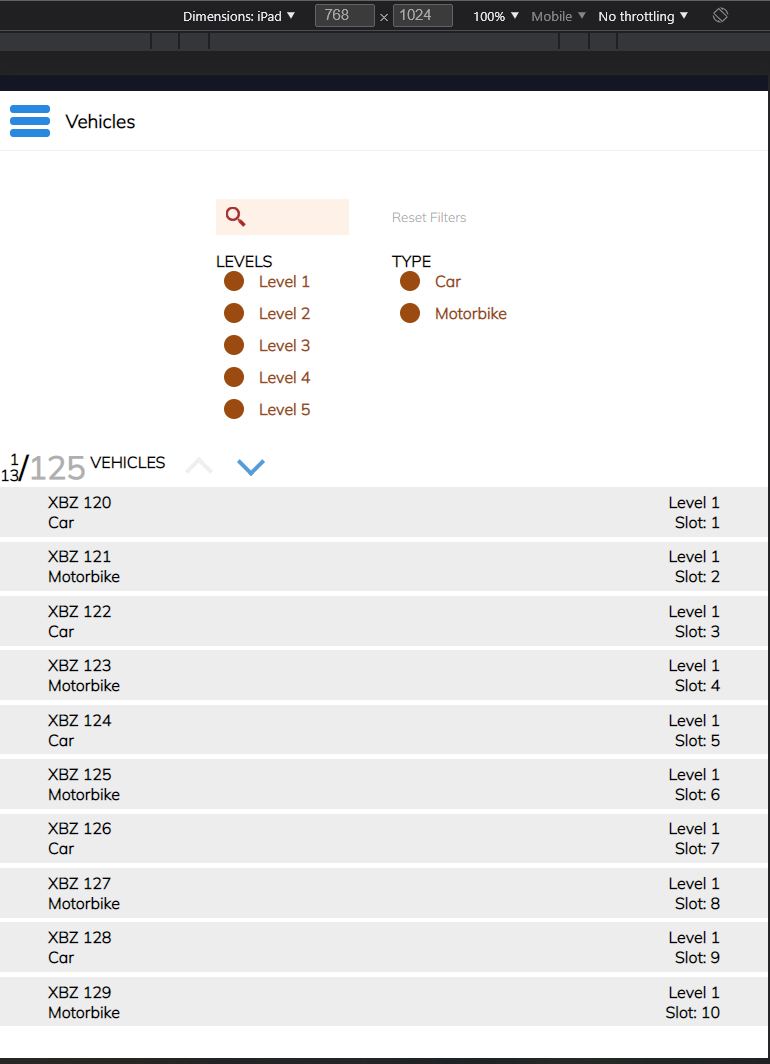 Dimensions: iPad 768 × 1024 100% Mobile No throttling
Vehicles
Reset Filters
LEVELS
Level 1
Level 2
Level 3
Level 4
Level 5
TYPE
Car
Motorbike
1
13/125 VEHICLES
XBZ 120 Level 1
Car Slot: 1
XBZ 121 Level 1
Motorbike Slot: 2
XBZ 122 Level 1
Car Slot: 3
XBZ 123 Level 1
Motorbike Slot: 4
XBZ 124 Level 1
Car Slot: 5
XBZ 125 Level 1
Motorbike Slot: 6
XBZ 126 Level 1
Car Slot: 7
XBZ 127 Level 1
Motorbike Slot: 8
XBZ 128 Level 1
Car Slot: 9
XBZ 129 Level 1
Motorbike Slot: 10